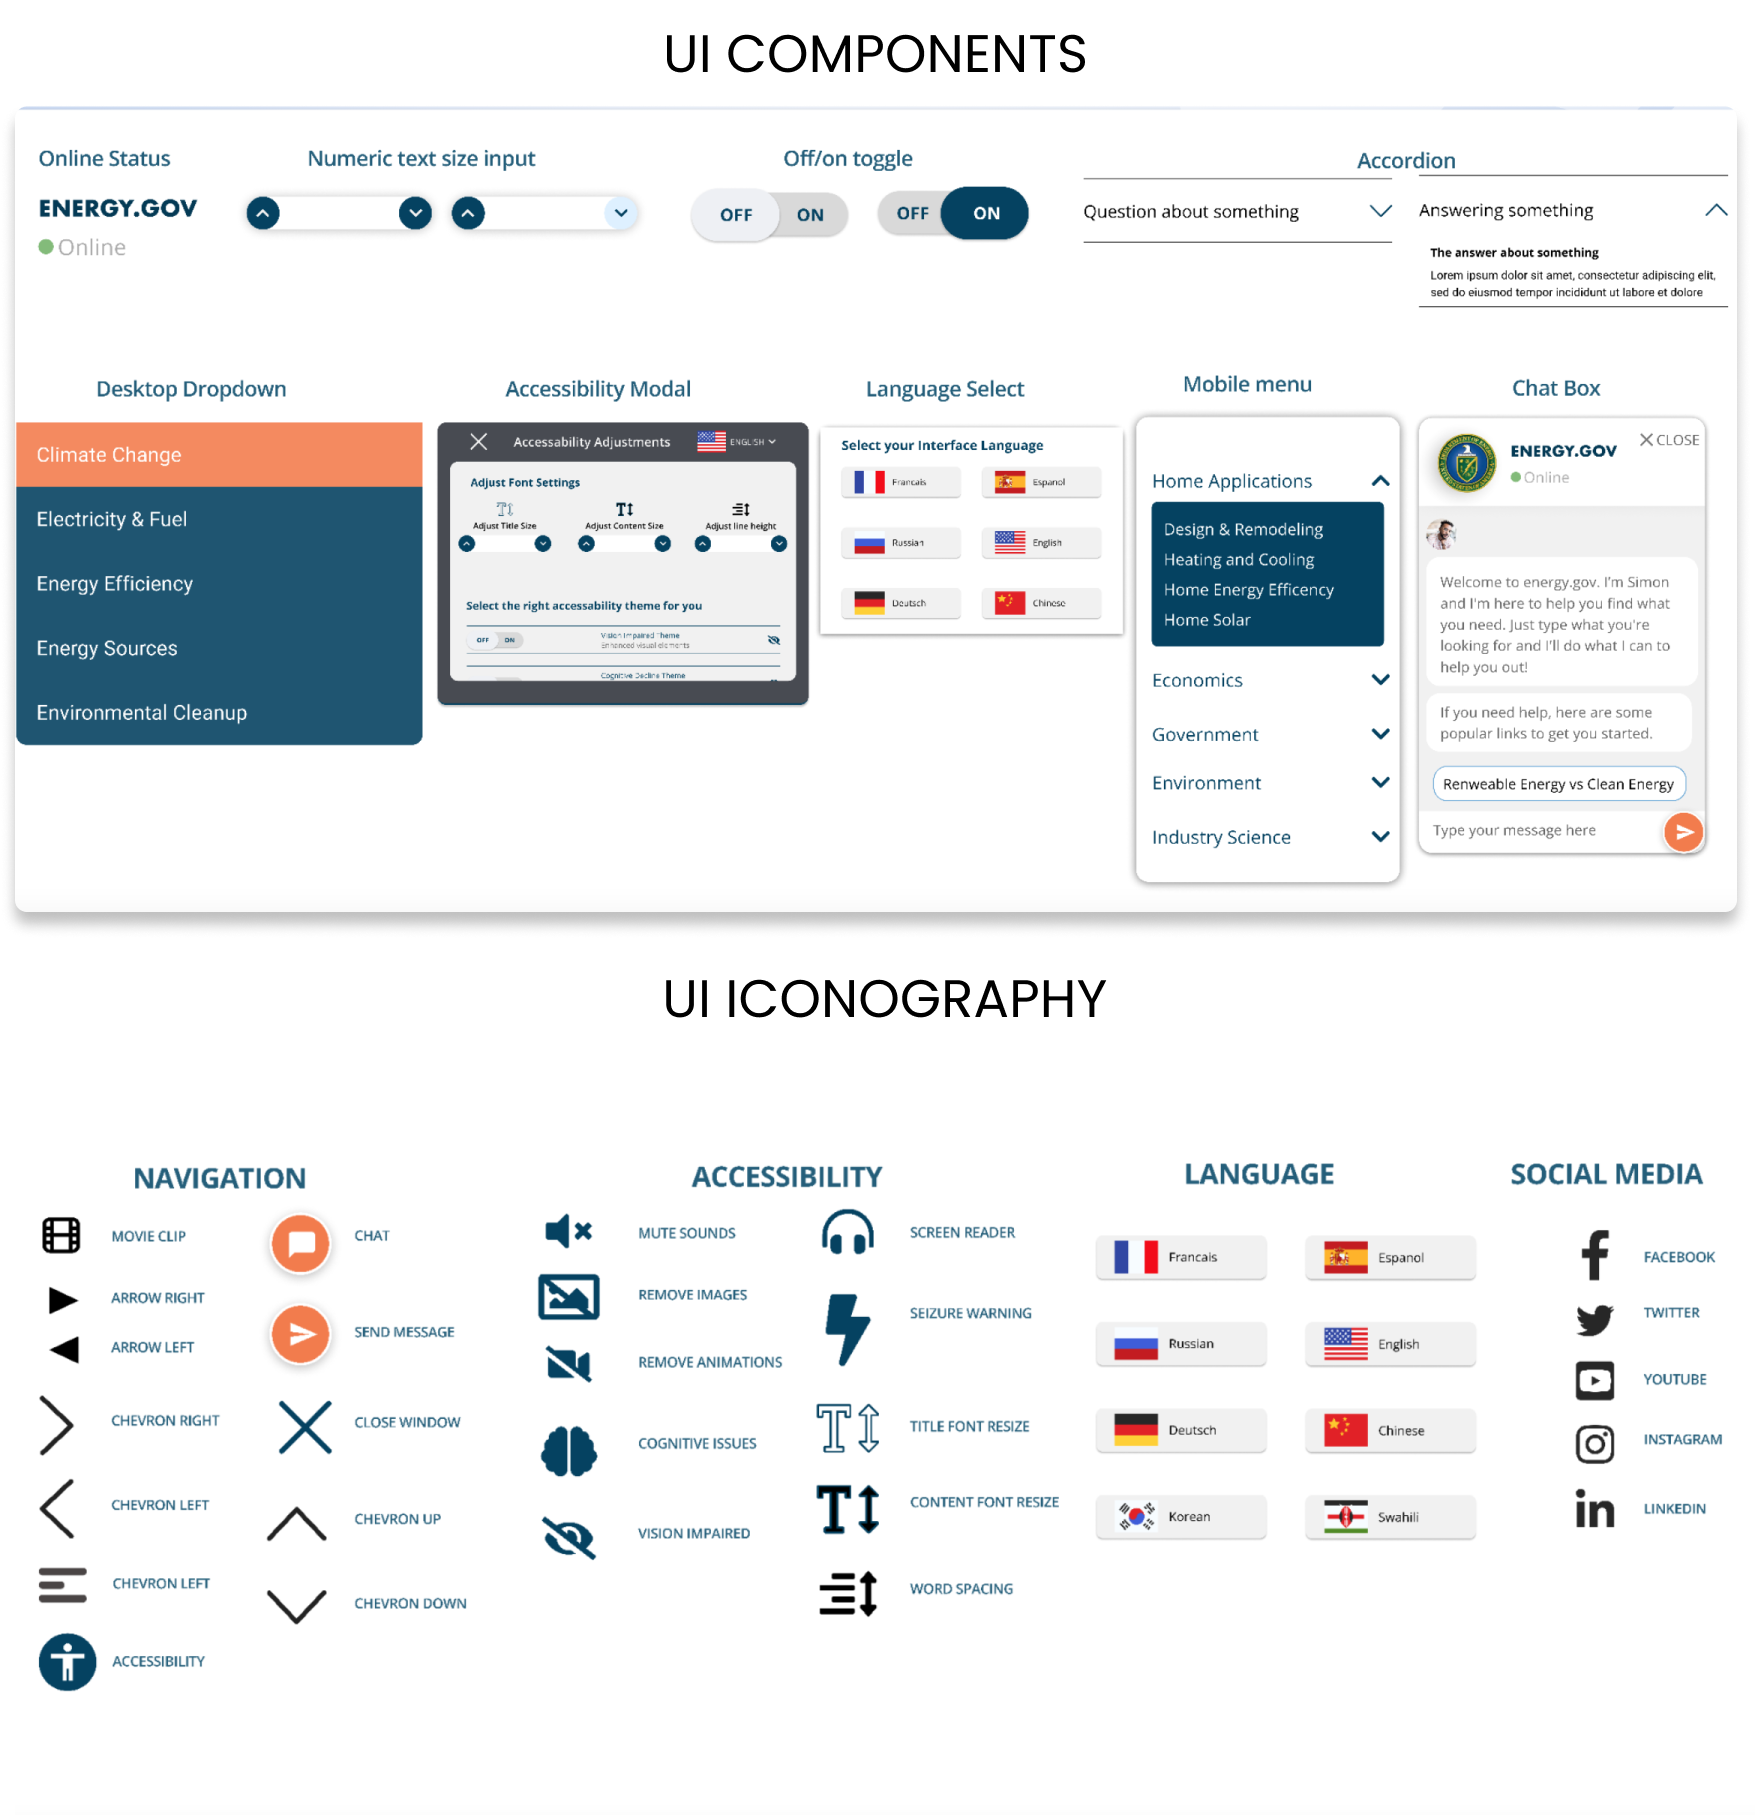 UI COMPONENTS
Online Status
Numeric text size input
Off/on toggle
Accordion
ENERGY.GOV
Online
OFF ON
OFF ON
Question about something
Answering something
The answer about something
Lorem ipsum dolor sit amet, consectetur adipiscing elit,
sed do eiusmod tempor incididunt ut labore et dolore
Desktop Dropdown
Climate Change
Electricity & Fuel
Energy Efficiency
Energy Sources
Environmental Cleanup
Accessibility Modal
Accessability Adjustments
ENGLISH
Adjust Font Settings
Adjust Title Size
Adjust Content Size
Adjust line height
Select the right accessability theme for you
OFF ON
Vision Impaired Theme
Enhanced visual elements
Cognitive Decline Theme
Language Select
Select your Interface Language
Francais
Espanol
Russian
English
Deutsch
Chinese
Mobile menu
Home Applications
Design & Remodeling
Heating and Cooling
Home Energy Efficency
Home Solar
Economics
Government
Environment
Industry Science
Chat Box
CLOSE
ENERGY.GOV
Online
Welcome to energy.gov. I'm Simon
and I'm here to help you find what
you need. Just type what you're
looking for and I'll do what I can to
help you out!
If you need help, here are some
popular links to get you started.
Renweable Energy vs Clean Energy
Type your message here
UI ICONOGRAPHY
NAVIGATION
MOVIE CLIP
ARROW RIGHT
ARROW LEFT
CHEVRON RIGHT
CHEVRON LEFT
CHEVRON LEFT
ACCESSIBILITY
CHAT
SEND MESSAGE
CLOSE WINDOW
CHEVRON UP
CHEVRON DOWN
ACCESSIBILITY
MUTE SOUNDS
REMOVE IMAGES
REMOVE ANIMATIONS
COGNITIVE ISSUES
VISION IMPAIRED
SCREEN READER
SEIZURE WARNING
TITLE FONT RESIZE
CONTENT FONT RESIZE
WORD SPACING
LANGUAGE
Francais
Espanol
Russian
English
Deutsch
Chinese
Korean
Swahili
SOCIAL MEDIA
FACEBOOK
TWITTER
YOUTUBE
INSTAGRAM
LINKEDIN